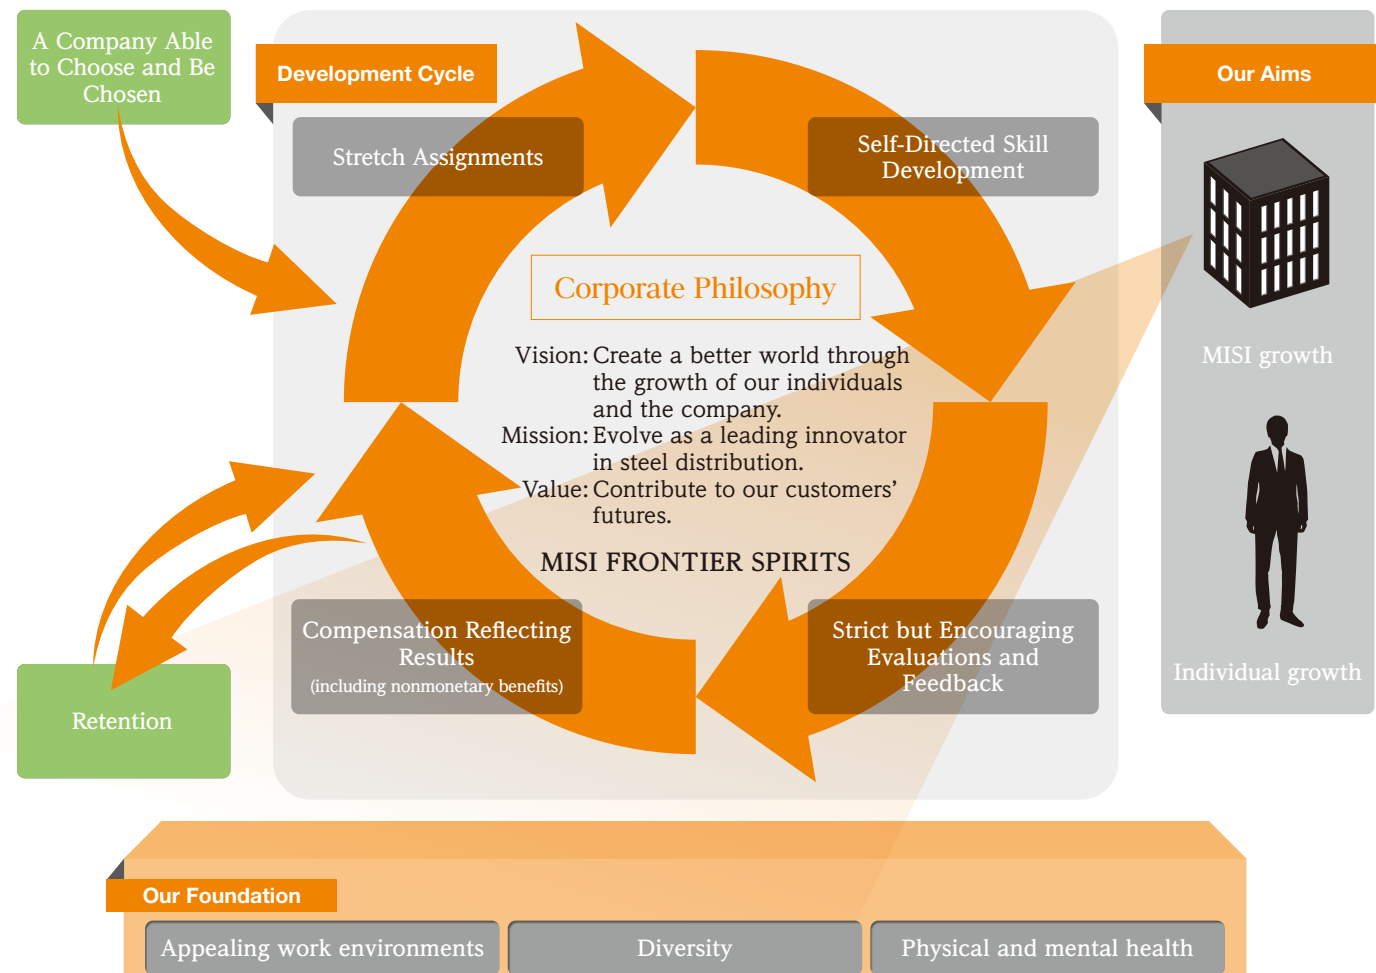 A Company Able
to Choose and Be
Chosen
Development Cycle
Our Aims
Stretch Assignments
Self-Directed Skill
Development
Corporate Philosophy
Vision: Create a better world through
the growth of our individuals
and the company.
Mission: Evolve as a leading innovator
in steel distribution.
Value: Contribute to our customers’
futures.
MISI FRONTIER SPIRITS
MISI growth
Individual growth
Compensation Reflecting
Results
(including nonmonetary benefits)
Strict but Encouraging
Evaluations and
Feedback
Retention
Our Foundation
Appealing work environments
Diversity
Physical and mental health